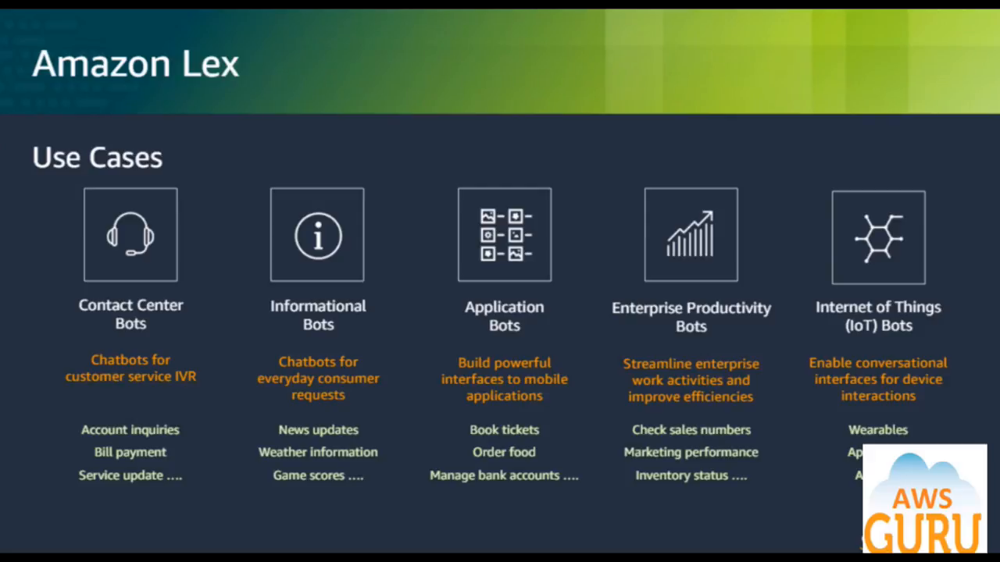 Amazon Lex
Use Cases
Contact Center
Bots
Chatbots for
customer service IVR
Account inquiries
Bill payment
Service update ....
Informational
Bots
Chatbots for
everyday consumer
requests
News updates
Weather information
Game scores ....
Application
Bots
Build powerful
interfaces to mobile
applications
Book tickets
Order food
Manage bank accounts ....
Enterprise Productivity
Bots
Streamline enterprise
work activities and
improve efficiencies
Check sales numbers
Marketing performance
Inventory status ....
Internet of Things
(IoT) Bots
Enable conversational
interfaces for device
interactions
Wearables
AWS
GURU